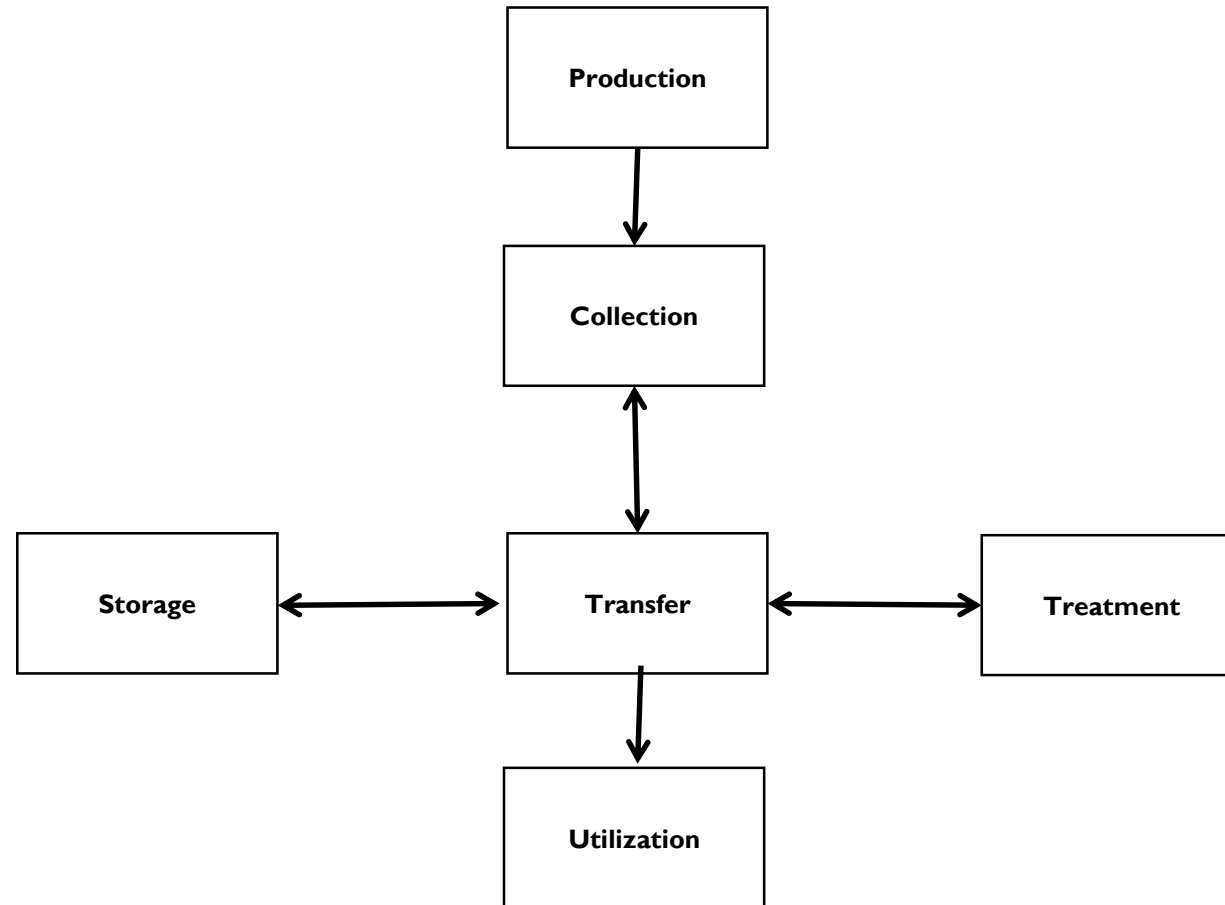 Production
Collection
Storage
Transfer
Treatment
Utilization